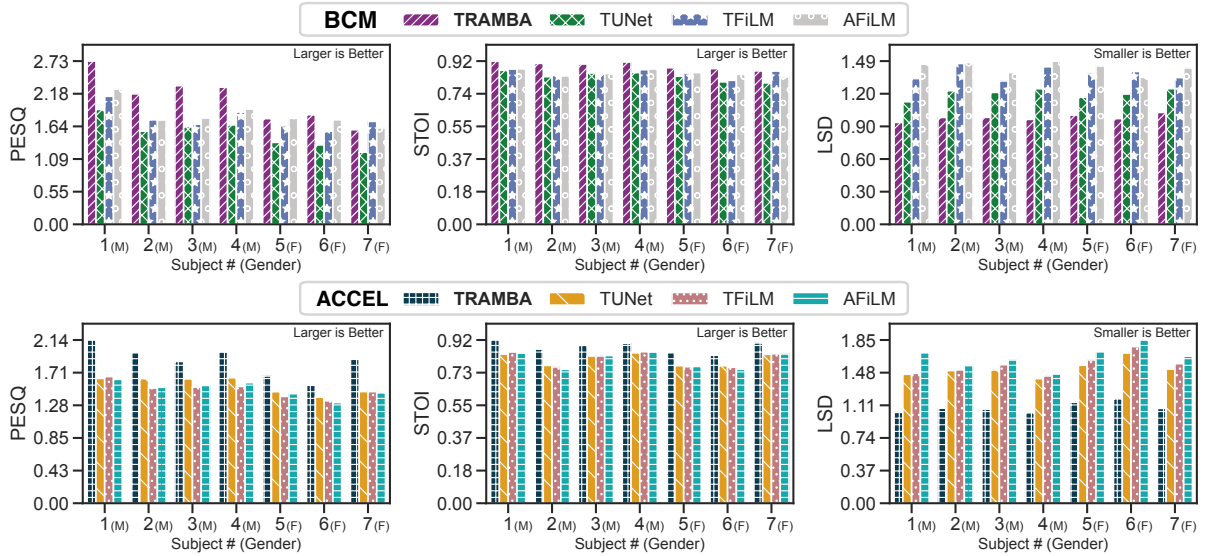 BCM TRAMBA TUNet TFiLM AFiLM
Larger is Better
2.73
2.18
1.64
1.09
0.55
0.00
PESQ
1(M) 2(M) 3(M) 4(M) 5(F) 6(F) 7(F)
Subject # (Gender)
Larger is Better
0.92
0.74
0.55
0.37
0.18
0.00
STOI
1(M) 2(M) 3(M) 4(M) 5(F) 6(F) 7(F)
Subject # (Gender)
Smaller is Better
1.49
1.20
0.90
0.60
0.30
0.00
LSD
1(M) 2(M) 3(M) 4(M) 5(F) 6(F) 7(F)
Subject # (Gender)
ACCEL TRAMBA TUNet TFiLM AFiLM
Larger is Better
2.14
1.71
1.28
0.85
0.43
0.00
PESQ
1(M) 2(M) 3(M) 4(M) 5(F) 6(F) 7(F)
Subject # (Gender)
Larger is Better
0.92
0.73
0.55
0.37
0.18
0.00
STOI
1(M) 2(M) 3(M) 4(M) 5(F) 6(F) 7(F)
Subject # (Gender)
Smaller is Better
1.85
1.48
1.11
0.74
0.37
0.00
LSD
1(M) 2(M) 3(M) 4(M) 5(F) 6(F) 7(F)
Subject # (Gender)